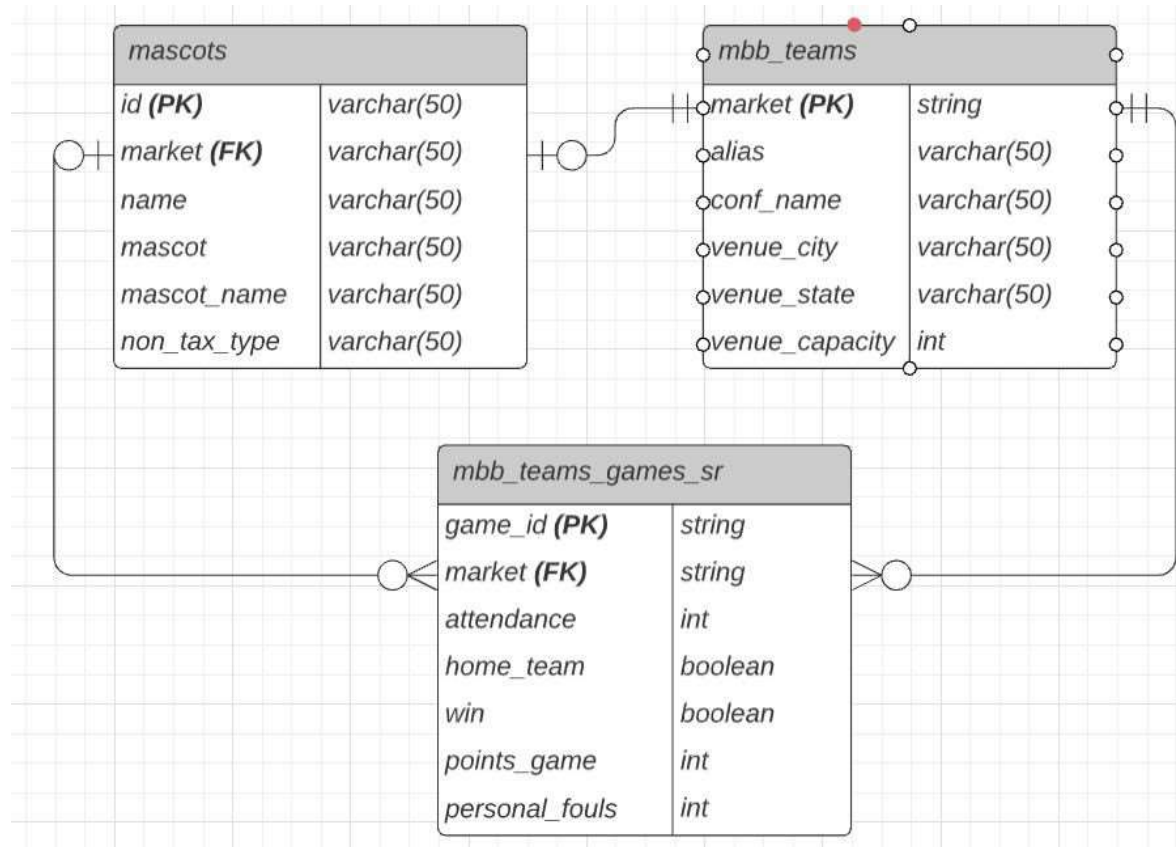 mascots
id (PK) varchar(50)
market (FK) varchar(50)
name varchar(50)
mascot varchar(50)
mascot_name varchar(50)
non_tax_type varchar(50)
mbb_teams
market (PK) string
alias varchar(50)
conf_name varchar(50)
venue_city varchar(50)
venue_state varchar(50)
venue_capacity int
mbb_teams_games_sr
game_id (PK) string
market (FK) string
attendance int
home_team boolean
win boolean
points_game int
personal_fouls int